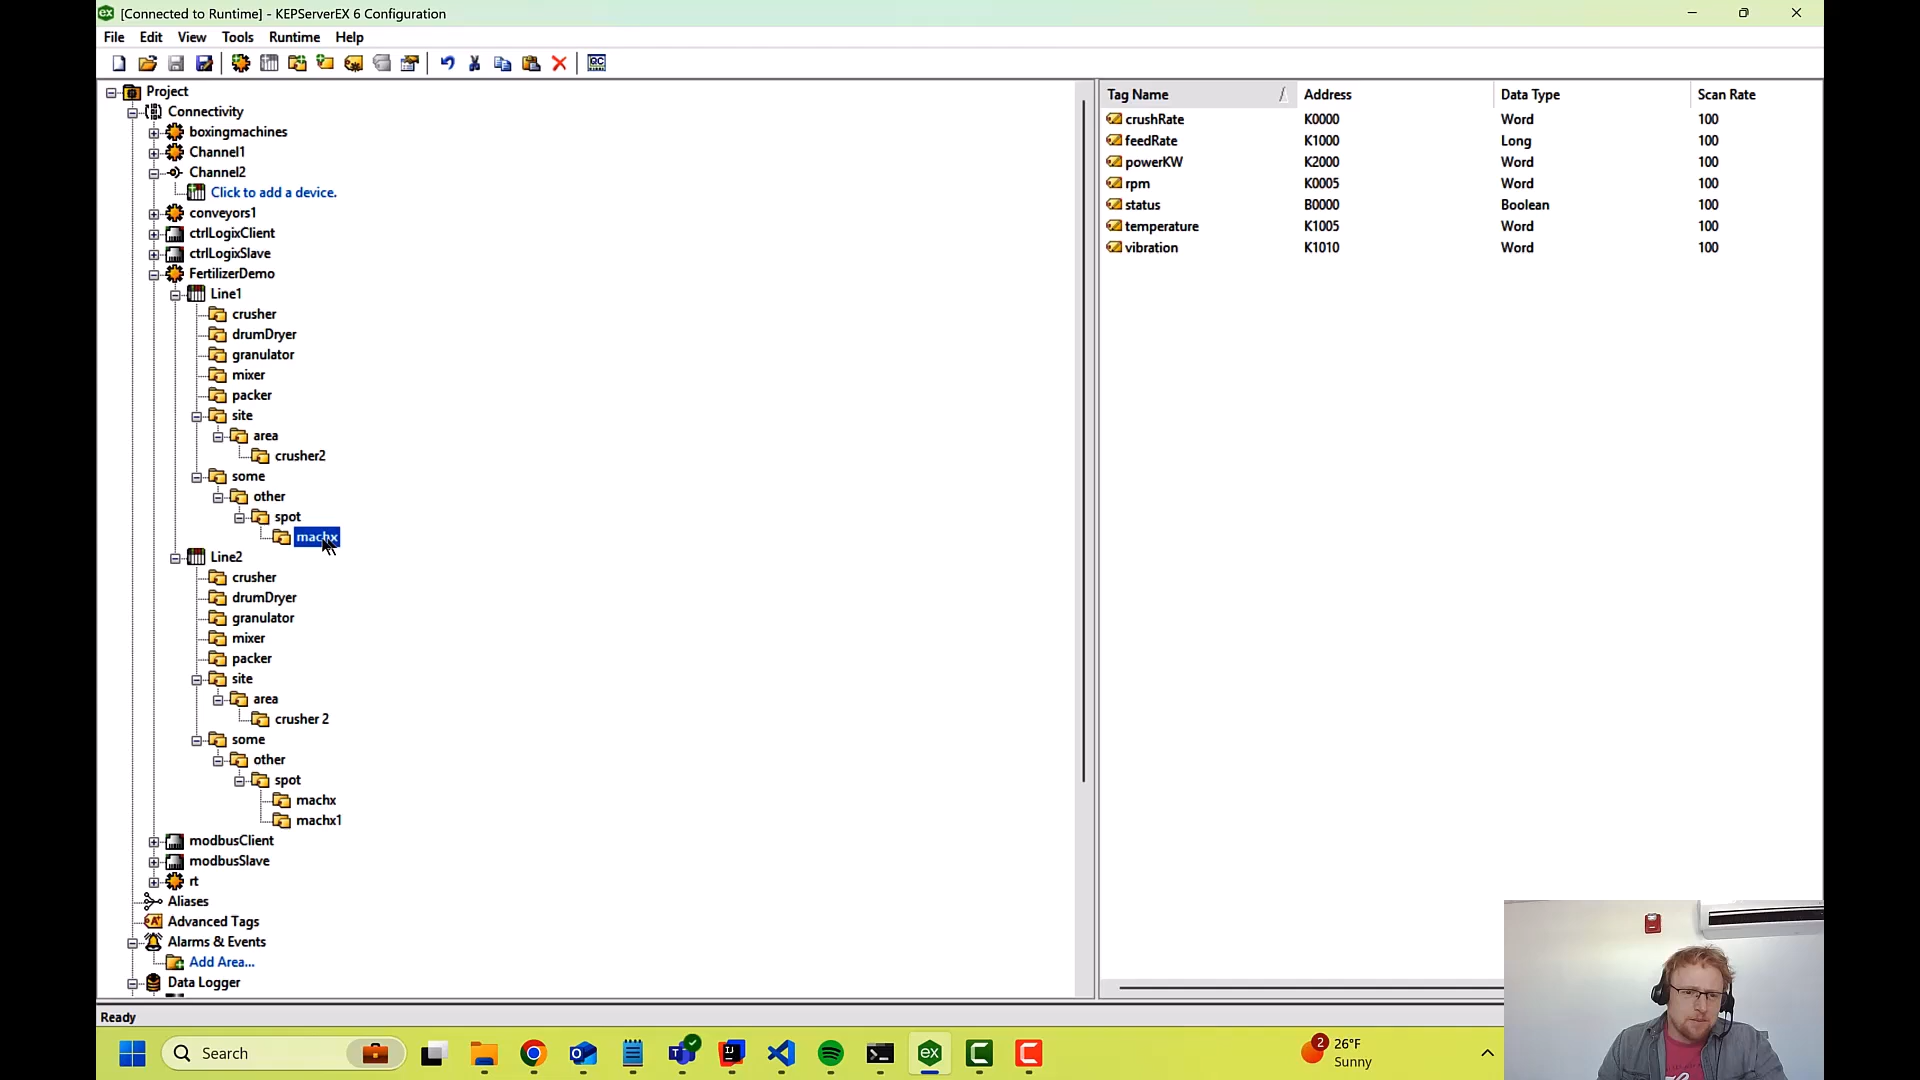 ex [Connected to Runtime] - KEPServerEX 6 Configuration
File Edit View Tools Runtime Help
QC
Project
Connectivity
boxingmachines
Channel1
Channel2
Click to add a device.
conveyors1
ctrlLogixClient
ctrlLogixSlave
FertilizerDemo
Line1
crusher
drumDryer
granulator
mixer
packer
site
area
crusher2
some
other
spot
machx
Line2
crusher
drumDryer
granulator
mixer
packer
site
area
crusher 2
some
other
spot
machx
machx1
modbusClient
modbusSlave
rt
Aliases
Advanced Tags
Alarms & Events
Add Area...
Data Logger
Tag Name Address Data Type Scan Rate
crushRate K0000 Word 100
feedRate K1000 Long 100
powerKW K2000 Word 100
rpm K0005 Word 100
status B0000 Boolean 100
temperature K1005 Word 100
vibration K1010 Word 100
Ready
Search
ex
2 26°F
Sunny